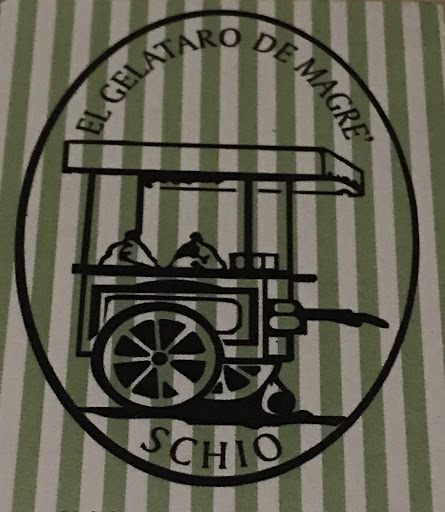 EL GELATARO DE MAGRE'
SCHIO